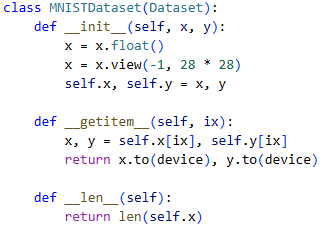 class MNISTDataset(Dataset):
    def __init__(self, x, y):
        x = x.float()
        x = x.view(-1, 28 * 28)
        self.x, self.y = x, y

    def __getitem__(self, ix):
        x, y = self.x[ix], self.y[ix]
        return x.to(device), y.to(device)

    def __len__(self):
        return len(self.x)